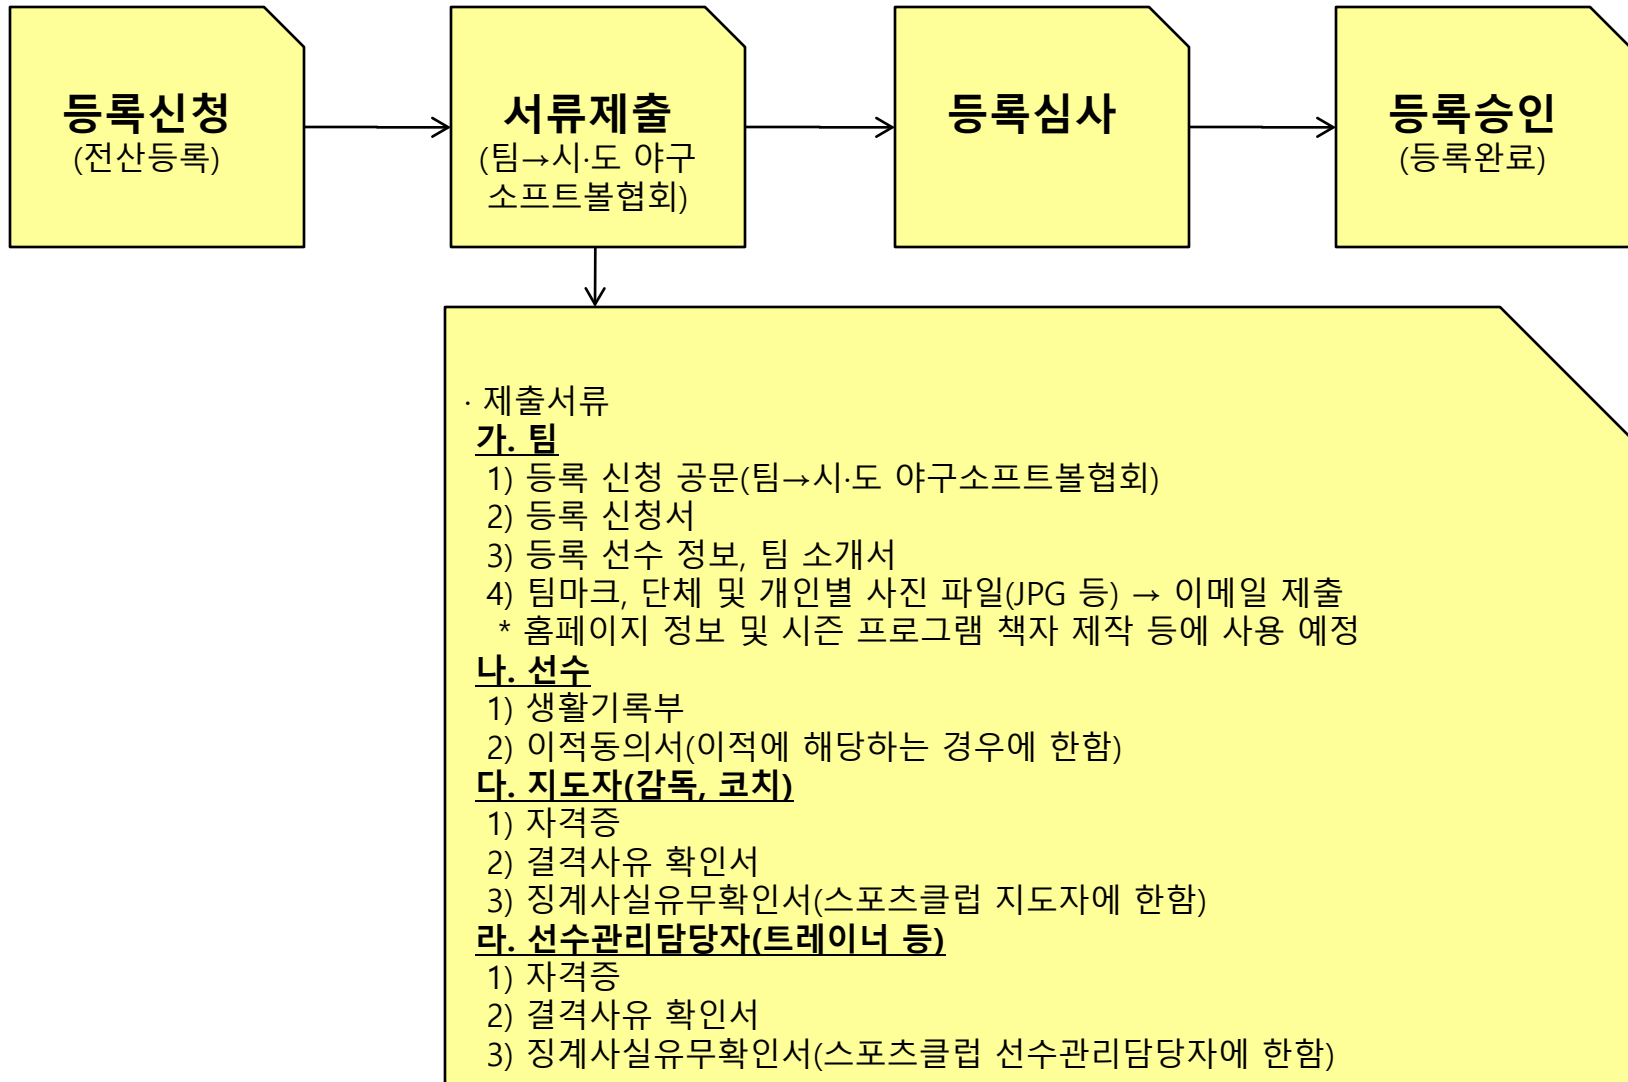 등록신청
(전산등록)
서류제출
(팀→시·도 야구
소프트볼협회)
등록심사
등록승인
(등록완료)
· 제출서류
가. 팀
1) 등록 신청 공문(팀→시·도 야구소프트볼협회)
2) 등록 신청서
3) 등록 선수 정보, 팀 소개서
4) 팀마크, 단체 및 개인별 사진 파일(JPG 등) → 이메일 제출
* 홈페이지 정보 및 시즌 프로그램 책자 제작 등에 사용 예정
나. 선수
1) 생활기록부
2) 이적동의서(이적에 해당하는 경우에 한함)
다. 지도자(감독, 코치)
1) 자격증
2) 결격사유 확인서
3) 징계사실유무확인서(스포츠클럽 지도자에 한함)
라. 선수관리담당자(트레이너 등)
1) 자격증
2) 결격사유 확인서
3) 징계사실유무확인서(스포츠클럽 선수관리담당자에 한함)